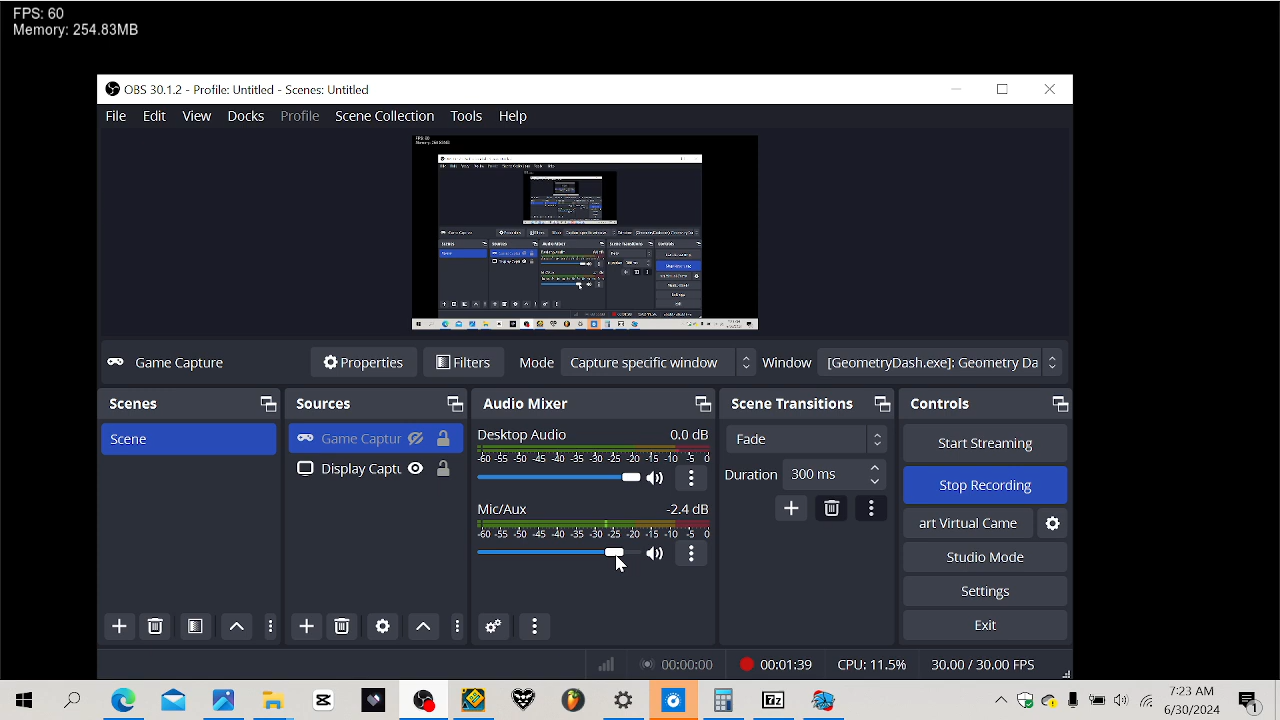 FPS: 60
Memory: 254.83MB
OBS 30.1.2 - Profile: Untitled - Scenes: Untitled
File Edit View Docks Profile Scene Collection Tools Help
Game Capture Properties Filters Mode Capture specific window Window [GeometryDash.exe]: Geometry Da
Scenes Sources Audio Mixer Scene Transitions Controls
Scene
Game Captur
Display Captu
Desktop Audio 0.0 dB
-60 -55 -50 -45 -40 -35 -30 -25 -20 -15 -10 -5 0
Mic/Aux -2.4 dB
-60 -55 -50 -45 -40 -35 -30 -25 -20 -15 -10 -5 0
Fade
Duration 300 ms
Start Streaming
Stop Recording
art Virtual Came
Studio Mode
Settings
Exit
00:00:00 00:01:39 CPU: 11.5% 30.00 / 30.00 FPS
7z
7:23 AM
6/30/2024
1